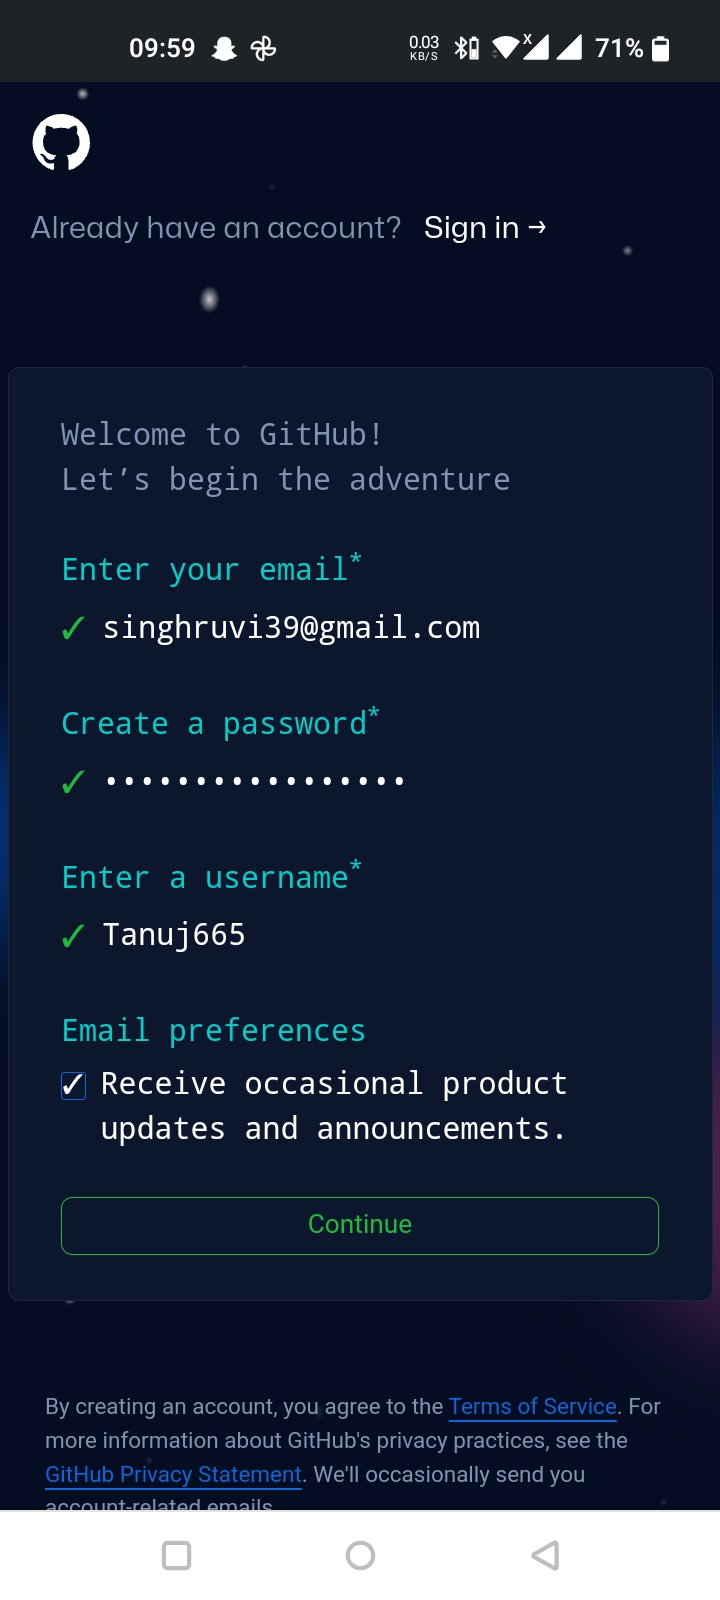 09:59
0.03
KB/S
X
71%
Already have an account? Sign in →
Welcome to GitHub!
Let’s begin the adventure
Enter your email*
✓ singhruvi39@gmail.com
Create a password*
✓ •••••••••••••••••
Enter a username*
✓ Tanuj665
Email preferences
Receive occasional product
updates and announcements.
Continue
By creating an account, you agree to the Terms of Service. For
more information about GitHub's privacy practices, see the
GitHub Privacy Statement. We'll occasionally send you
account-related emails.